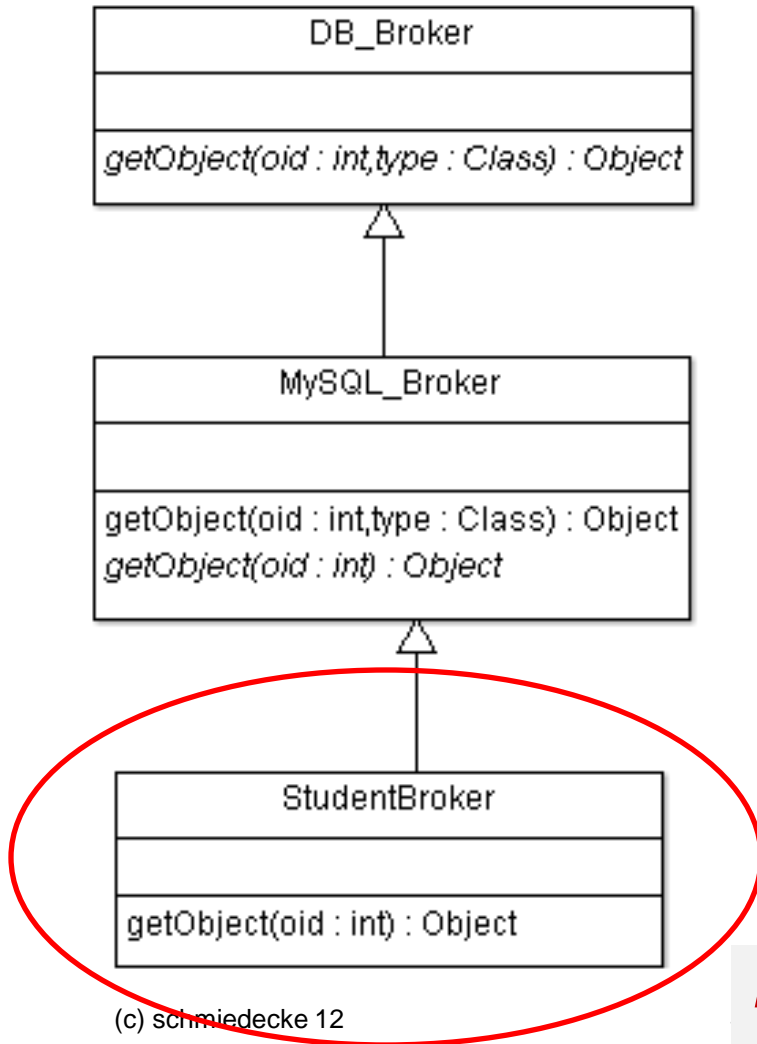 DB_Broker
getObject(oid : int,type : Class) : Object
MySQL_Broker
getObject(oid : int,type : Class) : Object
getObject(oid : int) : Object
StudentBroker
getObject(oid : int) : Object
(c) schmiedecke 12